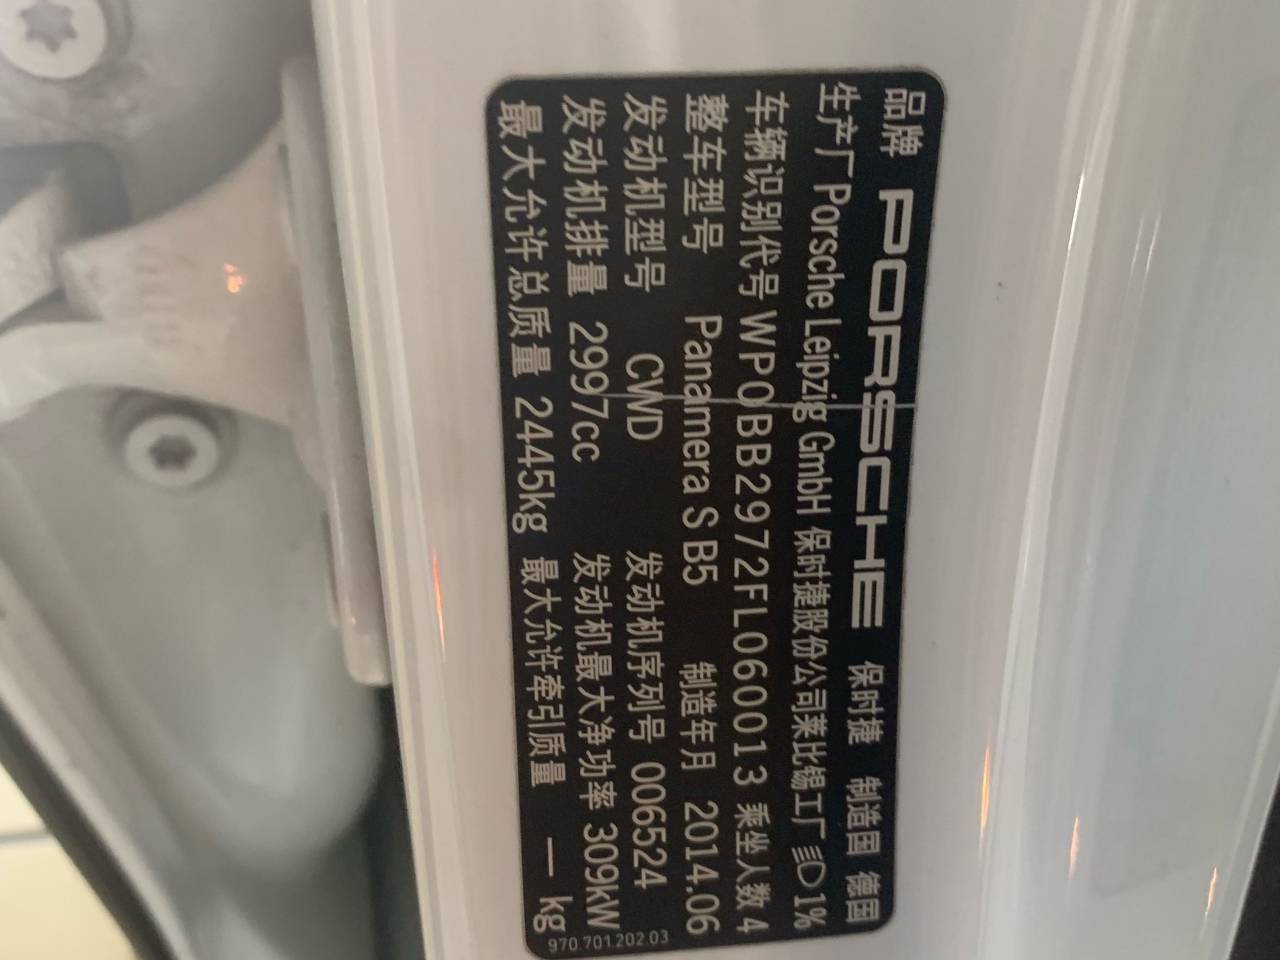 品牌 PORSCHE 保时捷 制造国 德国
生产厂 Porsche Leipzig GmbH 保时捷股份公司莱比锡工厂 1%
车辆识别代号 WP0BB2972FL060013 乘坐人数 4
整车型号 Panamera S B5 制造年月 2014.06
发动机型号 CWD 发动机序列号 006524
发动机排量 2997cc 发动机最大净功率 309kW
最大允许总质量 2445kg 最大允许牵引质量 — kg
970.701.202.03